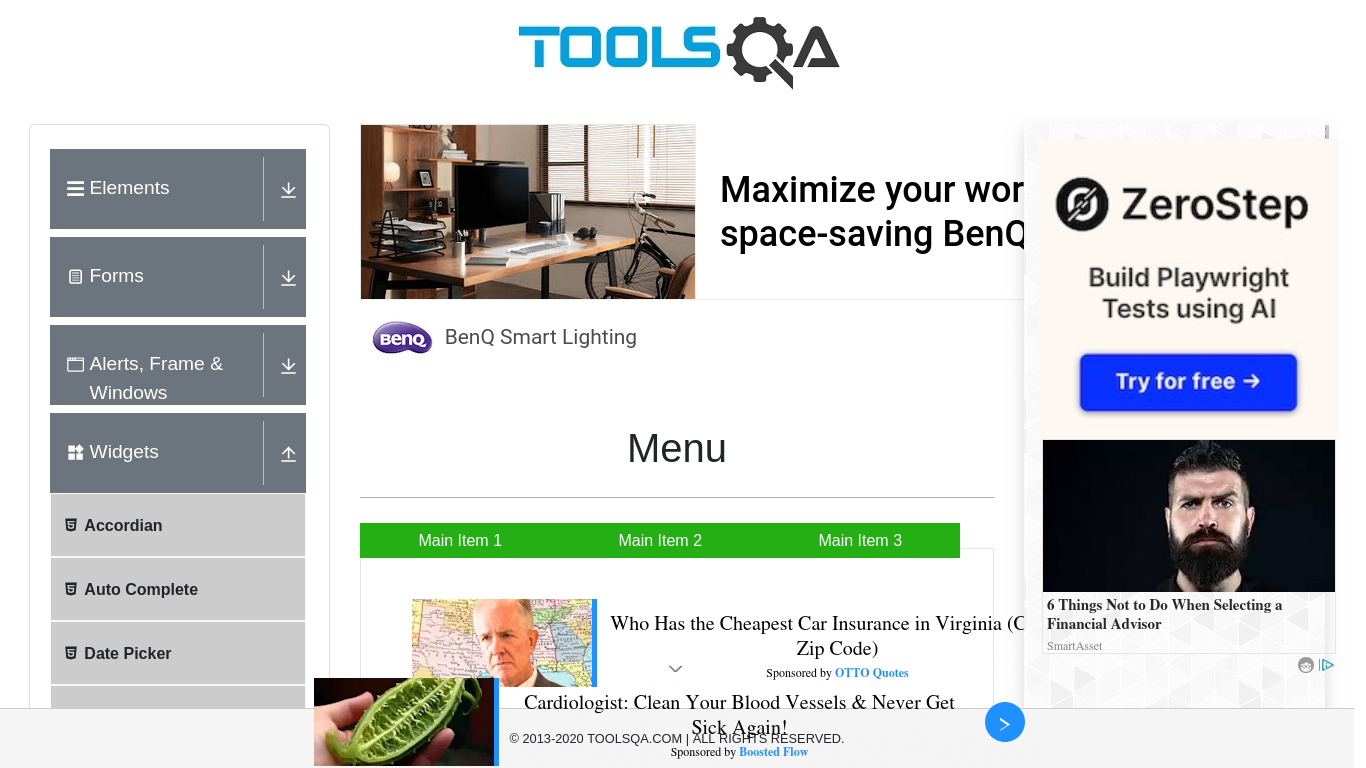 TOOLSQA
Elements
Forms
Alerts, Frame &
Windows
Widgets
Accordian
Auto Complete
Date Picker
Maximize your wor
space-saving BenQ
BenQ
BenQ Smart Lighting
Menu
Main Item 1
Main Item 2
Main Item 3
Who Has the Cheapest Car Insurance in Virginia (C
Zip Code)
Sponsored by OTTO Quotes
Cardiologist: Clean Your Blood Vessels & Never Get
Sick Again!
Sponsored by Boosted Flow
© 2013-2020 TOOLSQA.COM | ALL RIGHTS RESERVED.
ZeroStep
Build Playwright
Tests using AI
Try for free →
6 Things Not to Do When Selecting a
Financial Advisor
SmartAsset